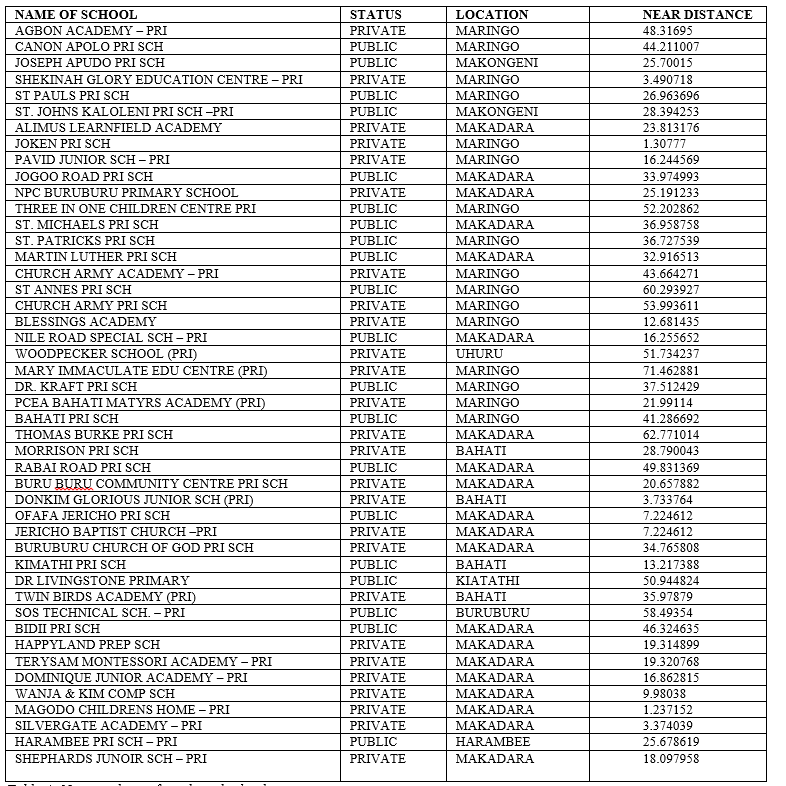 NAME OF SCHOOL STATUS LOCATION NEAR DISTANCE
AGBON ACADEMY – PRI PRIVATE MARINGO 48.31695
CANON APOLO PRI SCH PUBLIC MARINGO 44.211007
JOSEPH APUDO PRI SCH PUBLIC MAKONGENI 25.70015
SHEKINAH GLORY EDUCATION CENTRE – PRI PRIVATE MARINGO 3.490718
ST PAULS PRI SCH PUBLIC MARINGO 26.963696
ST. JOHNS KALOLENI PRI SCH –PRI PUBLIC MAKONGENI 28.394253
ALIMUS LEARNFIELD ACADEMY PRIVATE MAKADARA 23.813176
JOKEN PRI SCH PRIVATE MARINGO 1.30777
PAVID JUNIOR SCH – PRI PRIVATE MARINGO 16.244569
JOGOO ROAD PRI SCH PUBLIC MAKADARA 33.974993
NPC BURUBURU PRIMARY SCHOOL PRIVATE MAKADARA 25.191233
THREE IN ONE CHILDREN CENTRE PRI PUBLIC MARINGO 52.202862
ST. MICHAELS PRI SCH PUBLIC MAKADARA 36.958758
ST. PATRICKS PRI SCH PUBLIC MARINGO 36.727539
MARTIN LUTHER PRI SCH PUBLIC MAKADARA 32.916513
CHURCH ARMY ACADEMY – PRI PRIVATE MARINGO 43.664271
ST ANNES PRI SCH PUBLIC MARINGO 60.293927
CHURCH ARMY PRI SCH PRIVATE MARINGO 53.993611
BLESSINGS ACADEMY PRIVATE MARINGO 12.681435
NILE ROAD SPECIAL SCH – PRI PUBLIC MAKADARA 16.255652
WOODPECKER SCHOOL (PRI) PRIVATE UHURU 51.734237
MARY IMMACULATE EDU CENTRE (PRI) PRIVATE MARINGO 71.462881
DR. KRAFT PRI SCH PUBLIC MARINGO 37.512429
PCEA BAHATI MATYRS ACADEMY (PRI) PRIVATE MARINGO 21.99114
BAHATI PRI SCH PUBLIC MARINGO 41.286692
THOMAS BURKE PRI SCH PRIVATE MAKADARA 62.771014
MORRISON PRI SCH PRIVATE BAHATI 28.790043
RABAI ROAD PRI SCH PUBLIC MAKADARA 49.831369
BURU BURU COMMUNITY CENTRE PRI SCH PRIVATE MAKADARA 20.657882
DONKIM GLORIOUS JUNIOR SCH (PRI) PRIVATE BAHATI 3.733764
OFAFA JERICHO PRI SCH PUBLIC MAKADARA 7.224612
JERICHO BAPTIST CHURCH –PRI PRIVATE MAKADARA 7.224612
BURUBURU CHURCH OF GOD PRI SCH PRIVATE MAKADARA 34.765808
KIMATHI PRI SCH PUBLIC BAHATI 13.217388
DR LIVINGSTONE PRIMARY PUBLIC KIATATHI 50.944824
TWIN BIRDS ACADEMY (PRI) PRIVATE BAHATI 35.97879
SOS TECHNICAL SCH. – PRI PUBLIC BURUBURU 58.49354
BIDII PRI SCH PUBLIC MAKADARA 46.324635
HAPPYLAND PREP SCH PRIVATE MAKADARA 19.314899
TERYSAM MONTESSORI ACADEMY – PRI PRIVATE MAKADARA 19.320768
DOMINIQUE JUNIOR ACADEMY – PRI PRIVATE MAKADARA 16.862815
WANJA & KIM COMP SCH PRIVATE MAKADARA 9.98038
MAGODO CHILDRENS HOME – PRI PRIVATE MAKADARA 1.237152
SILVERGATE ACADEMY – PRI PRIVATE MAKADARA 3.374039
HARAMBEE PRI SCH – PRI PUBLIC HARAMBEE 25.678619
SHEPHARDS JUNOIR SCH – PRI PRIVATE MAKADARA 18.097958